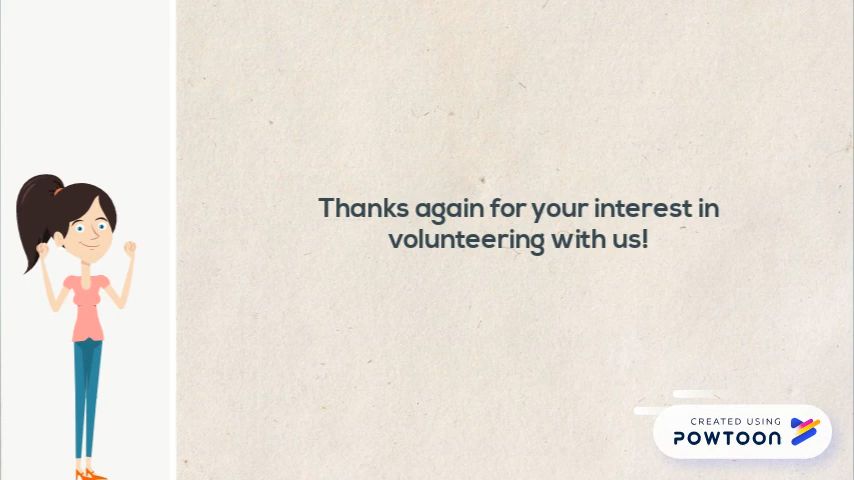 Thanks again for your interest in
volunteering with us!
CREATED USING
POWTOON